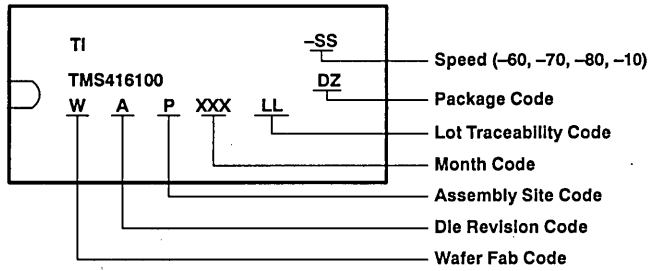 TI
–SS
Speed (–60, –70, –80, –10)
TMS416100
DZ
Package Code
W A P XXX LL
Lot Traceability Code
Month Code
Assembly Site Code
Die Revision Code
Wafer Fab Code